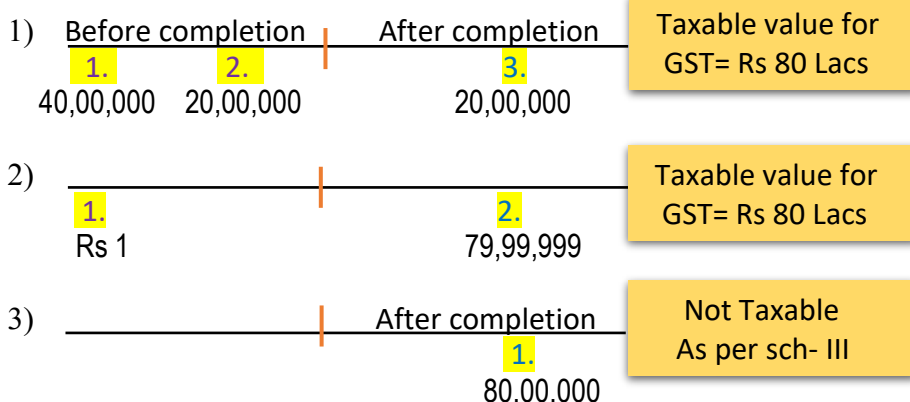 1) Before completion After completion Taxable value for
GST= Rs 80 Lacs
1. 2. 3.
40,00,000 20,00,000 20,00,000
2) Taxable value for
GST= Rs 80 Lacs
1. 2.
Rs 1 79,99,999
3) After completion Not Taxable
As per sch- III
1.
80,00,000